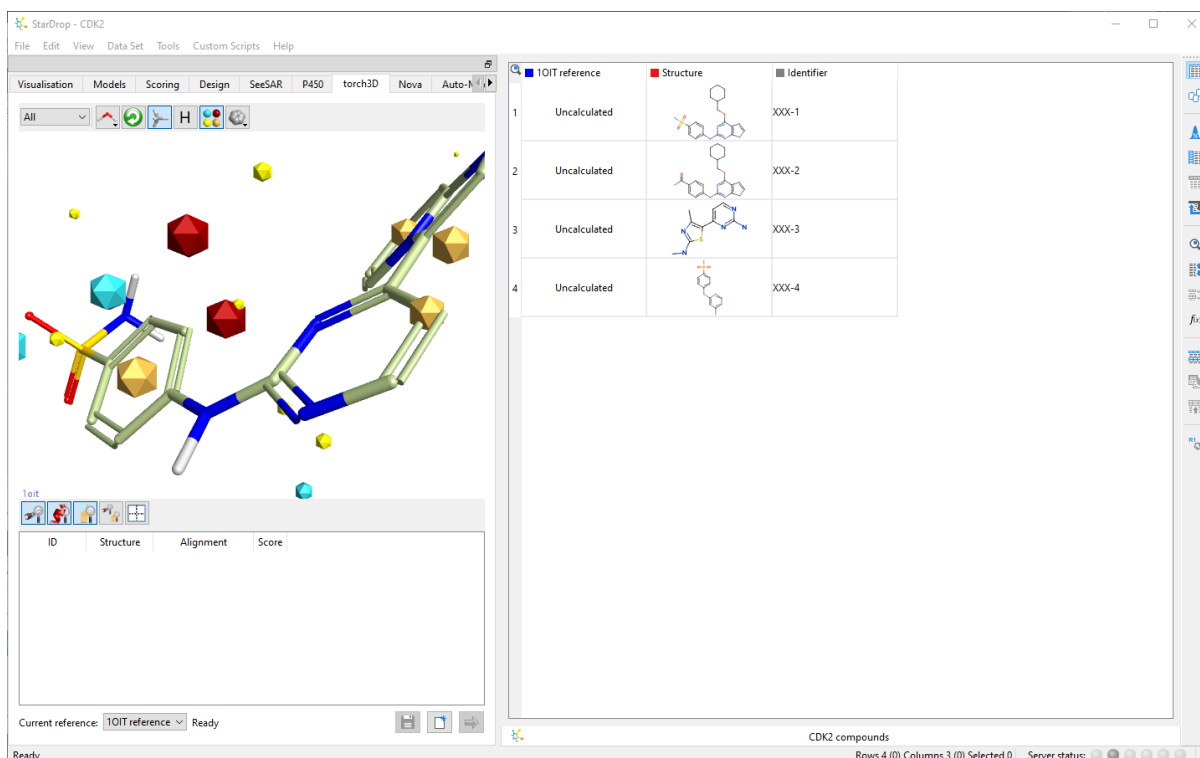 StarDrop - CDK2
File Edit View Data Set Tools Custom Scripts Help
Visualisation Models Scoring Design SeeSAR P450 torch3D Nova
All
H
1oit
ID Structure Alignment Score
Current reference: 1OIT reference Ready
Ready
1OIT reference Structure Identifier
1 Uncalculated XXX-1
2 Uncalculated XXX-2
3 Uncalculated XXX-3
4 Uncalculated XXX-4
CDK2 compounds
Rows 4 (0) Columns 3 (0) Selected 0 Server status: